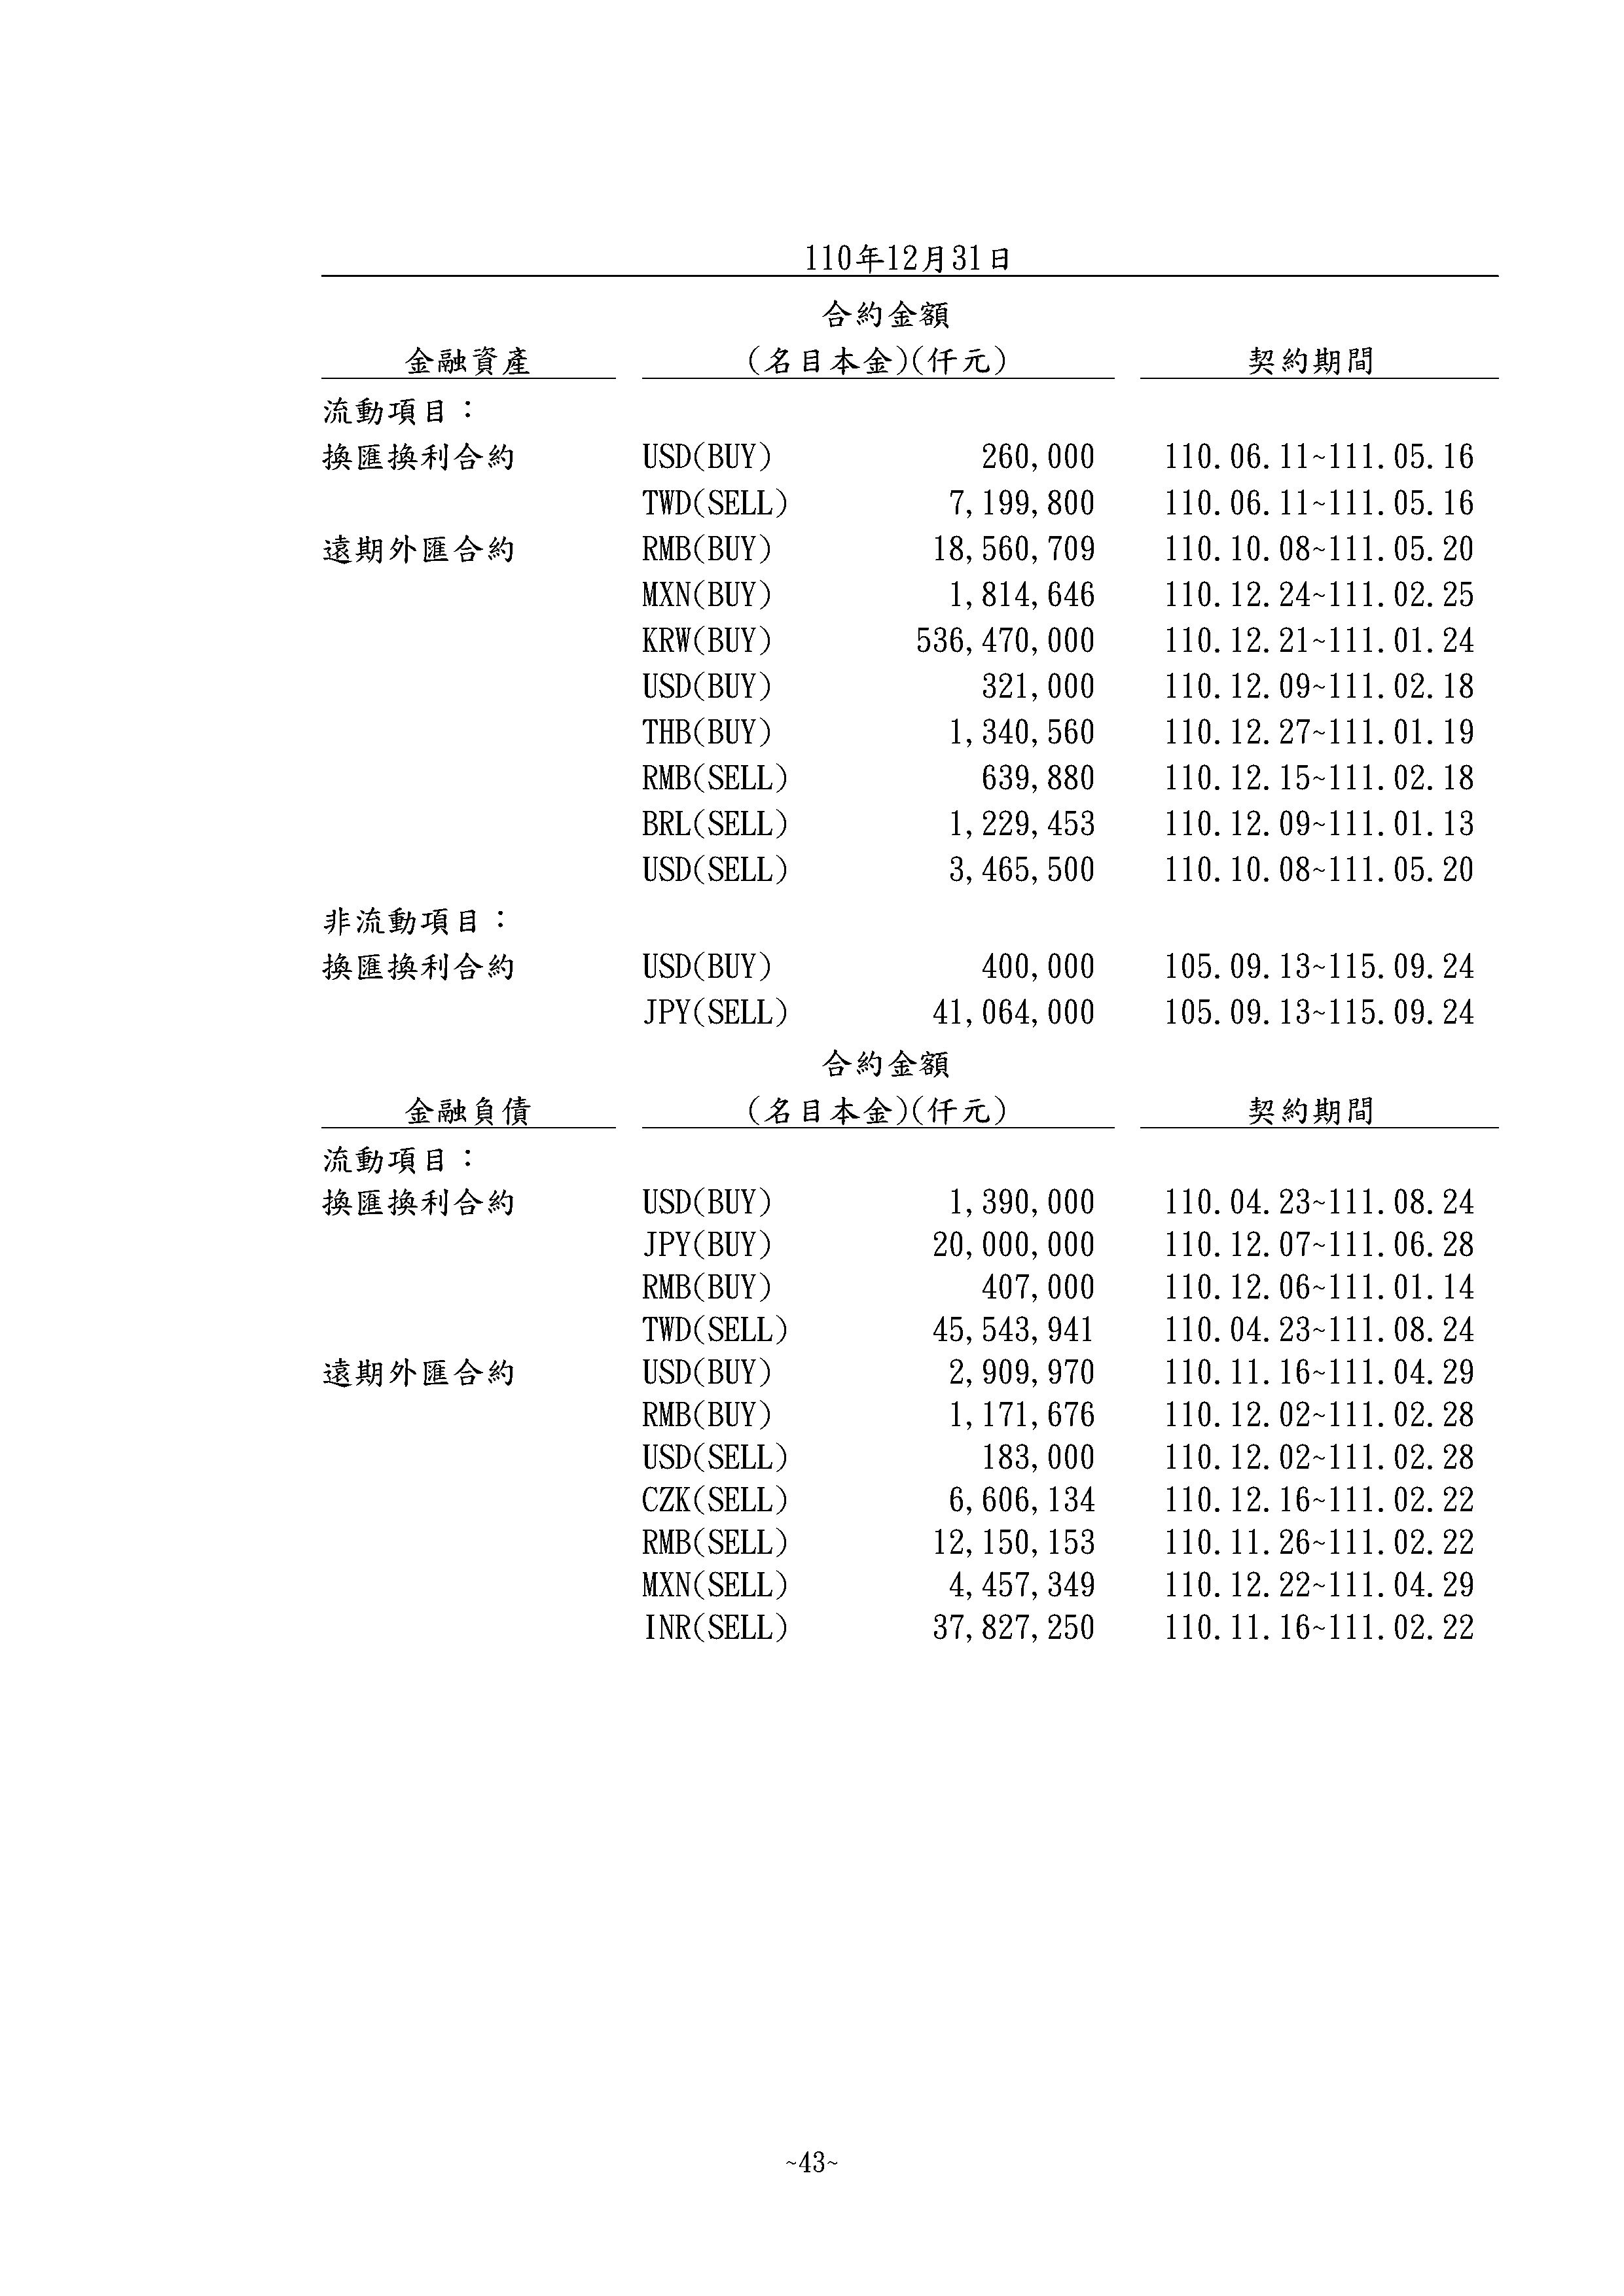 110年12月31日
合約金額
金融資產 (名目本金)(仟元) 契約期間
流動項目：
換匯換利合約 USD(BUY) 260,000 110.06.11~111.05.16
TWD(SELL) 7,199,800 110.06.11~111.05.16
遠期外匯合約 RMB(BUY) 18,560,709 110.10.08~111.05.20
MXN(BUY) 1,814,646 110.12.24~111.02.25
KRW(BUY) 536,470,000 110.12.21~111.01.24
USD(BUY) 321,000 110.12.09~111.02.18
THB(BUY) 1,340,560 110.12.27~111.01.19
RMB(SELL) 639,880 110.12.15~111.02.18
BRL(SELL) 1,229,453 110.12.09~111.01.13
USD(SELL) 3,465,500 110.10.08~111.05.20
非流動項目：
換匯換利合約 USD(BUY) 400,000 105.09.13~115.09.24
JPY(SELL) 41,064,000 105.09.13~115.09.24
合約金額
金融負債 (名目本金)(仟元) 契約期間
流動項目：
換匯換利合約 USD(BUY) 1,390,000 110.04.23~111.08.24
JPY(BUY) 20,000,000 110.12.07~111.06.28
RMB(BUY) 407,000 110.12.06~111.01.14
TWD(SELL) 45,543,941 110.04.23~111.08.24
遠期外匯合約 USD(BUY) 2,909,970 110.11.16~111.04.29
RMB(BUY) 1,171,676 110.12.02~111.02.28
USD(SELL) 183,000 110.12.02~111.02.28
CZK(SELL) 6,606,134 110.12.16~111.02.22
RMB(SELL) 12,150,153 110.11.26~111.02.22
MXN(SELL) 4,457,349 110.12.22~111.04.29
INR(SELL) 37,827,250 110.11.16~111.02.22
~43~